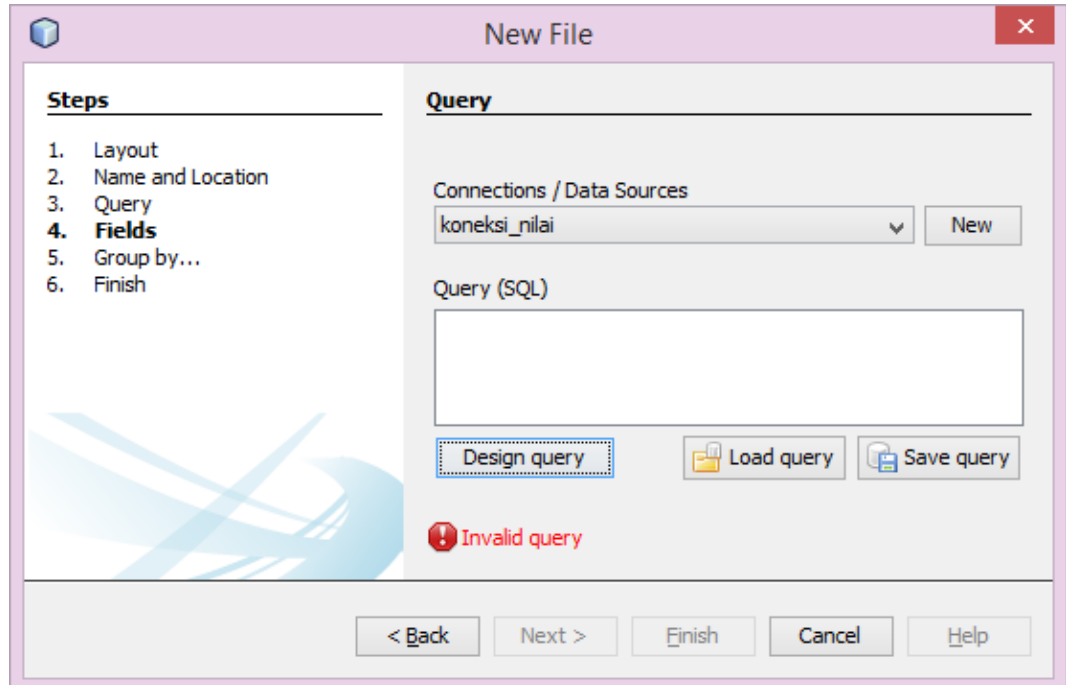 New File
Steps
1. Layout
2. Name and Location
3. Query
4. Fields
5. Group by...
6. Finish
Query
Connections / Data Sources
koneksi_nilai
New
Query (SQL)
Design query
Load query
Save query
Invalid query
< Back
Next >
Finish
Cancel
Help